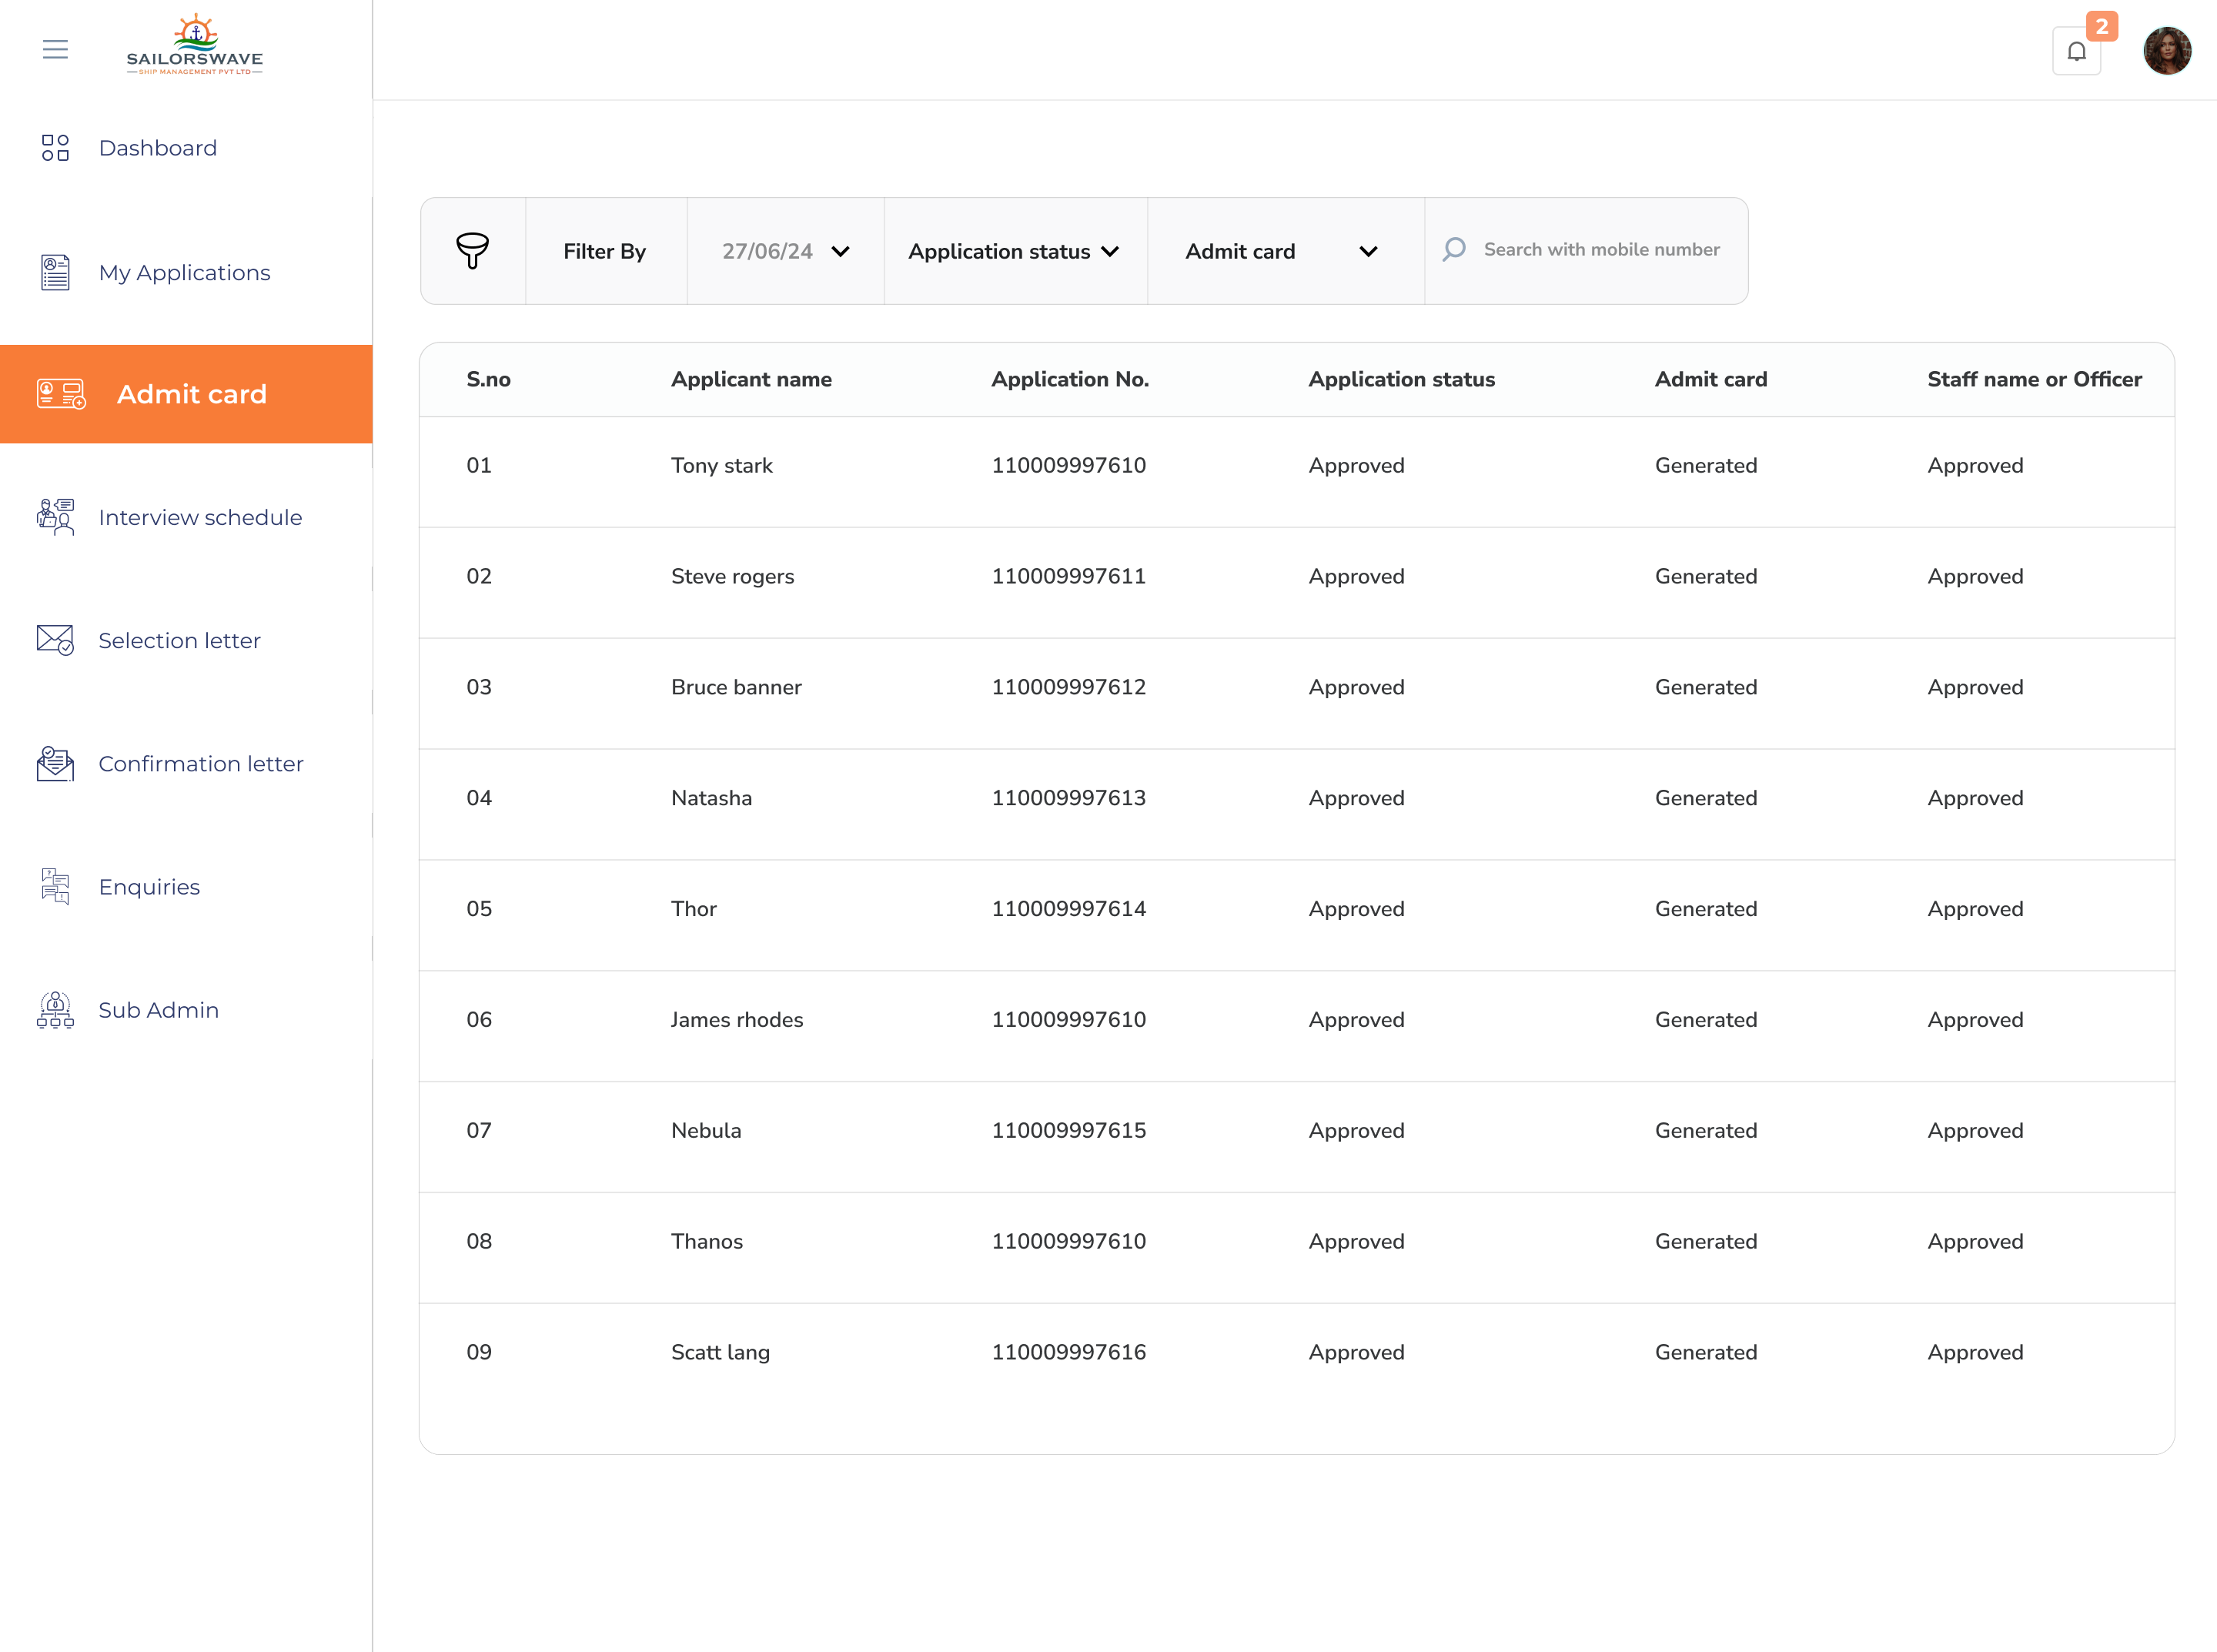 SAILORSWAVE
SHIP MANAGEMENT PVT LTD
2
Dashboard
My Applications
Admit card
Interview schedule
Selection letter
Confirmation letter
Enquiries
Sub Admin
Filter By 27/06/24 Application status Admit card Search with mobile number
S.no Applicant name Application No. Application status Admit card Staff name or Officer
01 Tony stark 110009997610 Approved Generated Approved
02 Steve rogers 110009997611 Approved Generated Approved
03 Bruce banner 110009997612 Approved Generated Approved
04 Natasha 110009997613 Approved Generated Approved
05 Thor 110009997614 Approved Generated Approved
06 James rhodes 110009997610 Approved Generated Approved
07 Nebula 110009997615 Approved Generated Approved
08 Thanos 110009997610 Approved Generated Approved
09 Scatt lang 110009997616 Approved Generated Approved